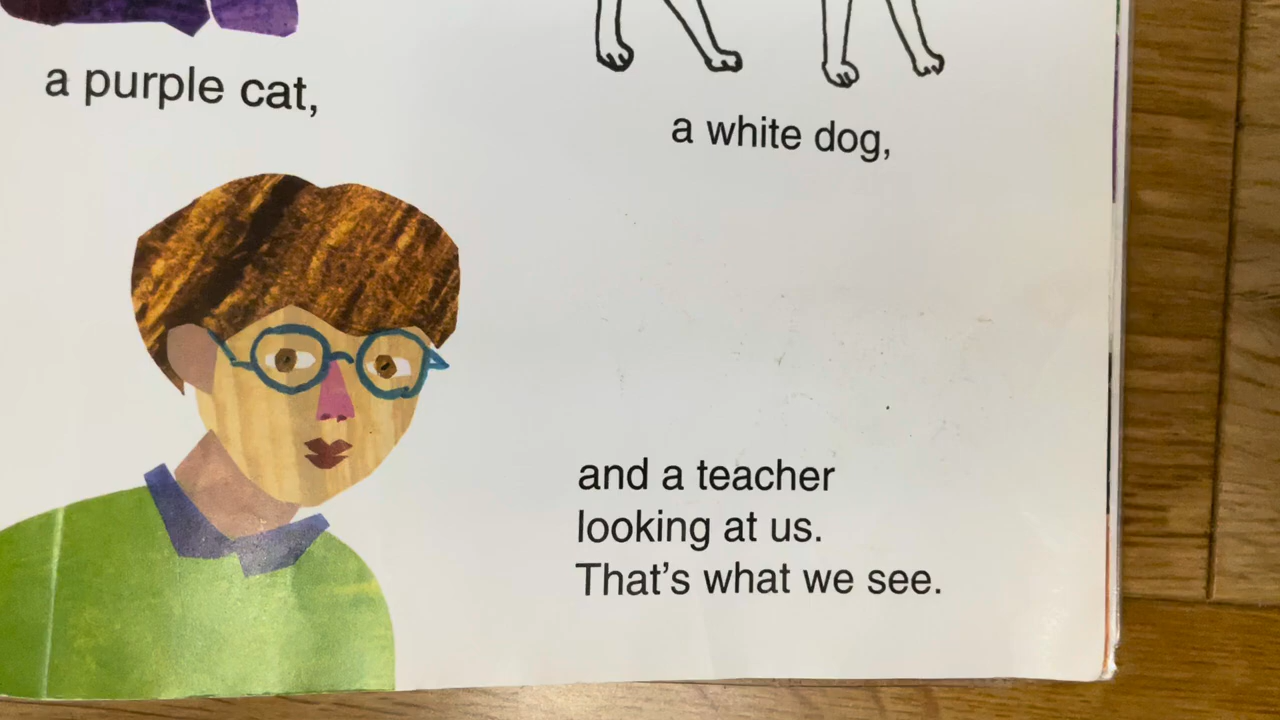 a purple cat,
a white dog,
and a teacher
looking at us.
That's what we see.